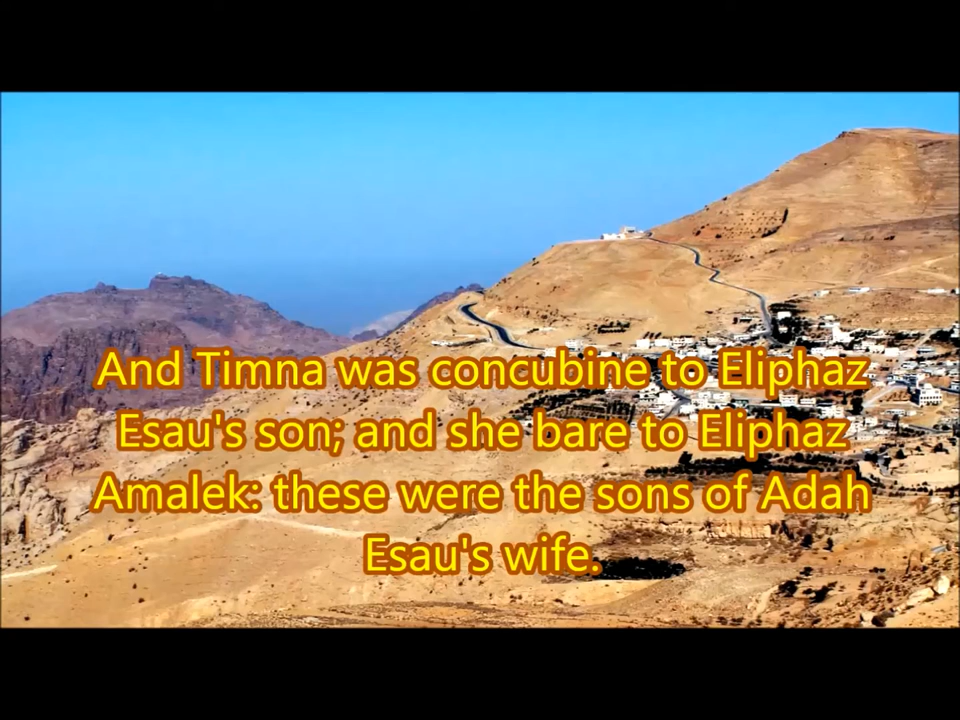 And Timna was concubine to Eliphaz
Esau's son; and she bare to Eliphaz
Amalek: these were the sons of Adah
Esau's wife.